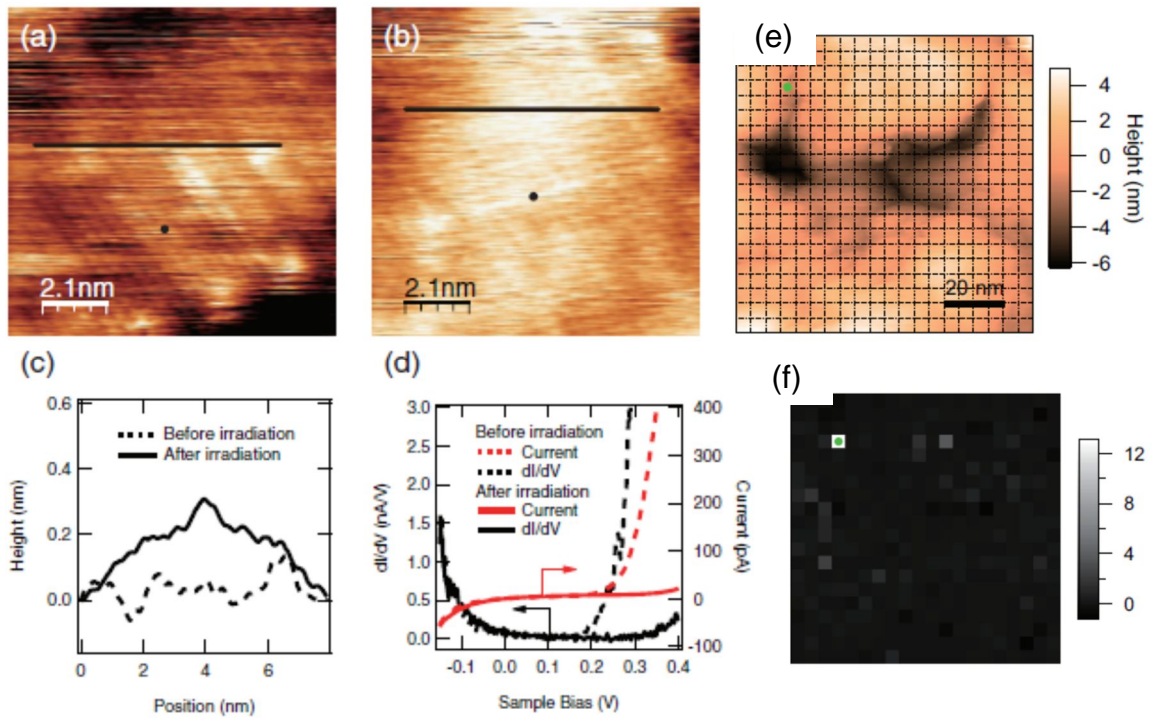 (a)
2.1nm
(b)
2.1nm
(e)
20 nm
4
2
0
-2
-4
-6
Height (nm)
(c)
0.6
0.4
0.2
0.0
Height (nm)
Before irradiation
After irradiation
0
2
4
6
Position (nm)
(d)
3.0
2.5
2.0
1.5
1.0
0.5
0.0
dI/dV (nA/V)
Before irradiation
Current
dI/dV
After irradiation
Current
dI/dV
400
300
200
100
0
-100
Current (pA)
-0.1
0.0
0.1
0.2
0.3
0.4
Sample Bias (V)
(f)
12
8
4
0